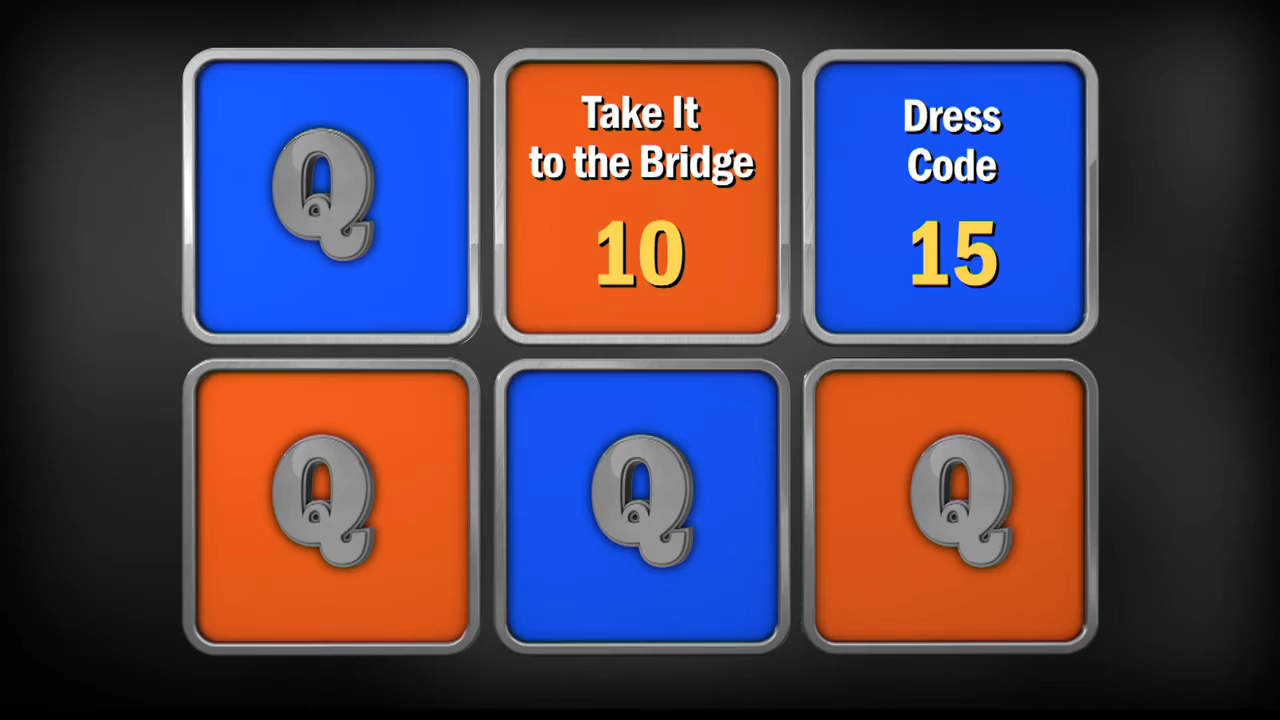 Q
Take It
to the Bridge
10
Dress
Code
15
Q
Q
Q